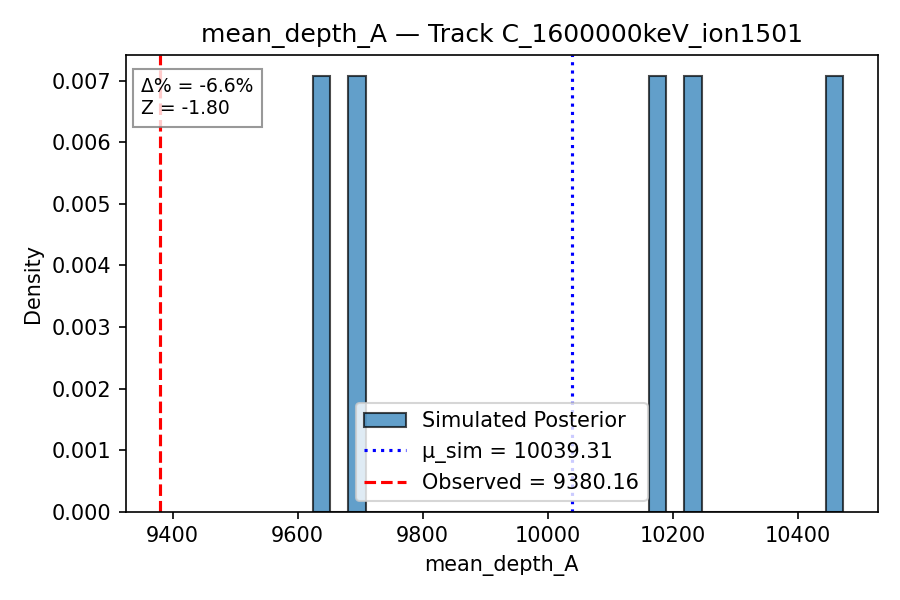 mean_depth_A — Track C_1600000keV_ion1501
Δ% = -6.6%
Z = -1.80
Density
0.007
0.006
0.005
0.004
0.003
0.002
0.001
0.000
Simulated Posterior
μ_sim = 10039.31
Observed = 9380.16
9400 9600 9800 10000 10200 10400
mean_depth_A